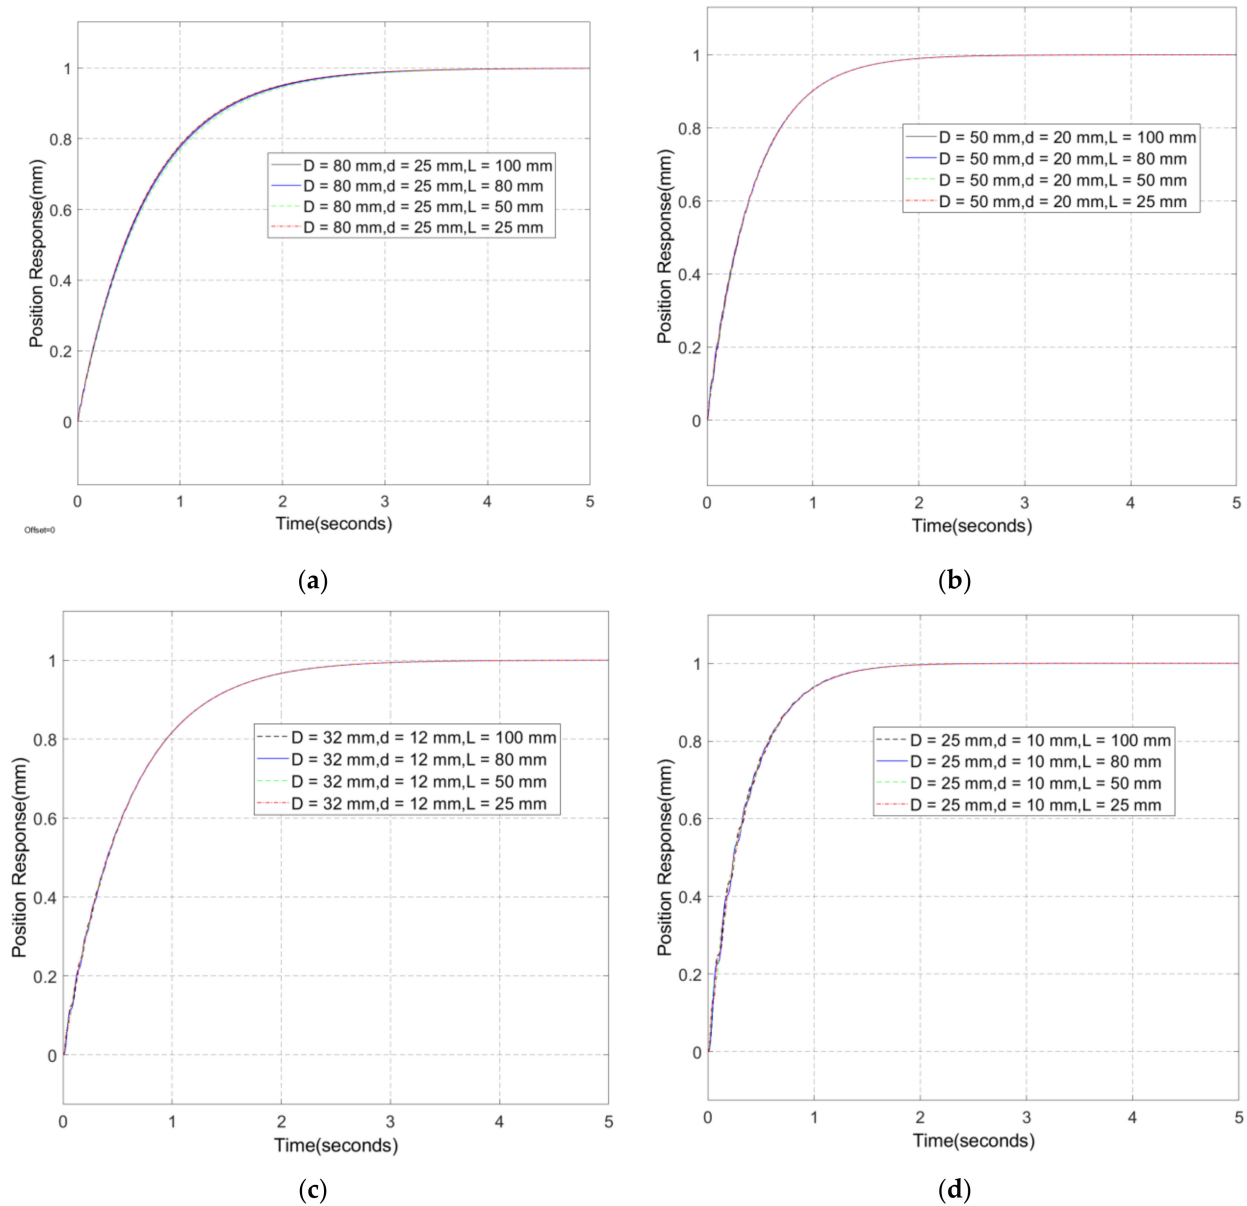 1
0.8
0.6
0.4
0.2
0
Position Response(mm)
D = 80 mm,d = 25 mm,L = 100 mm
D = 80 mm,d = 25 mm,L = 80 mm
D = 80 mm,d = 25 mm,L = 50 mm
D = 80 mm,d = 25 mm,L = 25 mm
0 1 2 3 4 5
Time(seconds)
Offset=0
(a)
1
0.8
0.6
0.4
0.2
0
Position Response(mm)
D = 50 mm,d = 20 mm,L = 100 mm
D = 50 mm,d = 20 mm,L = 80 mm
D = 50 mm,d = 20 mm,L = 50 mm
D = 50 mm,d = 20 mm,L = 25 mm
0 1 2 3 4 5
Time(seconds)
(b)
1
0.8
0.6
0.4
0.2
0
Position Response(mm)
D = 32 mm,d = 12 mm,L = 100 mm
D = 32 mm,d = 12 mm,L = 80 mm
D = 32 mm,d = 12 mm,L = 50 mm
D = 32 mm,d = 12 mm,L = 25 mm
0 1 2 3 4 5
Time(seconds)
(c)
1
0.8
0.6
0.4
0.2
0
Position Response(mm)
D = 25 mm,d = 10 mm,L = 100 mm
D = 25 mm,d = 10 mm,L = 80 mm
D = 25 mm,d = 10 mm,L = 50 mm
D = 25 mm,d = 10 mm,L = 25 mm
0 1 2 3 4 5
Time(seconds)
(d)